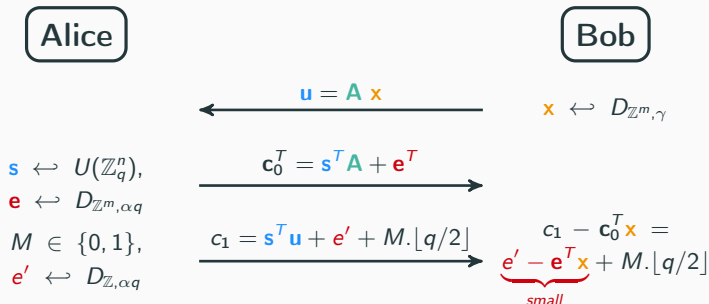 Alice Bob
u = A x
x ↩ D_{ℤ^m,γ}
s ↩ U(ℤ_q^n),
c_0^T = s^T A + e^T
e ↩ D_{ℤ^m,αq}
M ∈ {0, 1},
c_1 = s^T u + e′ + M.⌊q/2⌋
c_1 − c_0^T x =
e′ ↩ D_{ℤ,αq}
e′ − e^T x + M.⌊q/2⌋
small